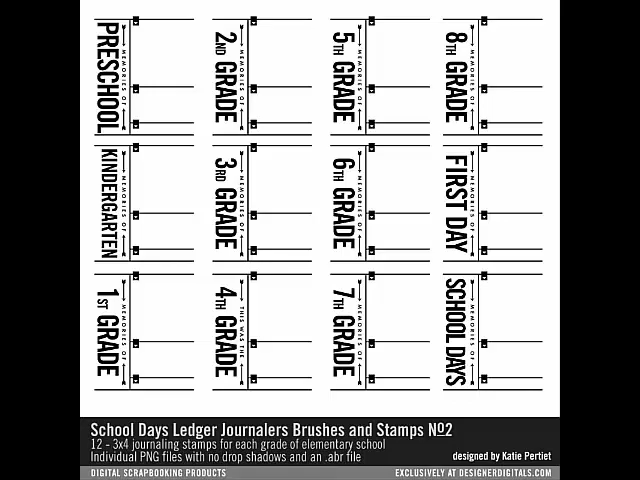 MEMORIES OF
PRESCHOOL
MEMORIES OF
2ND GRADE
MEMORIES OF
5TH GRADE
MEMORIES OF
8TH GRADE
MEMORIES OF
KINDERGARTEN
MEMORIES OF
3RD GRADE
MEMORIES OF
6TH GRADE
MEMORIES OF
FIRST DAY
MEMORIES OF
1ST GRADE
THIS WAS THE
4TH GRADE
MEMORIES OF
7TH GRADE
MEMORIES OF
SCHOOL DAYS
School Days Ledger Journalers Brushes and Stamps Nº2
12 - 3x4 journaling stamps for each grade of elementary school
Individual PNG files with no drop shadows and an .abr file
designed by Katie Pertiet
DIGITAL SCRAPBOOKING PRODUCTS
EXCLUSIVELY AT DESIGNERDIGITALS.COM